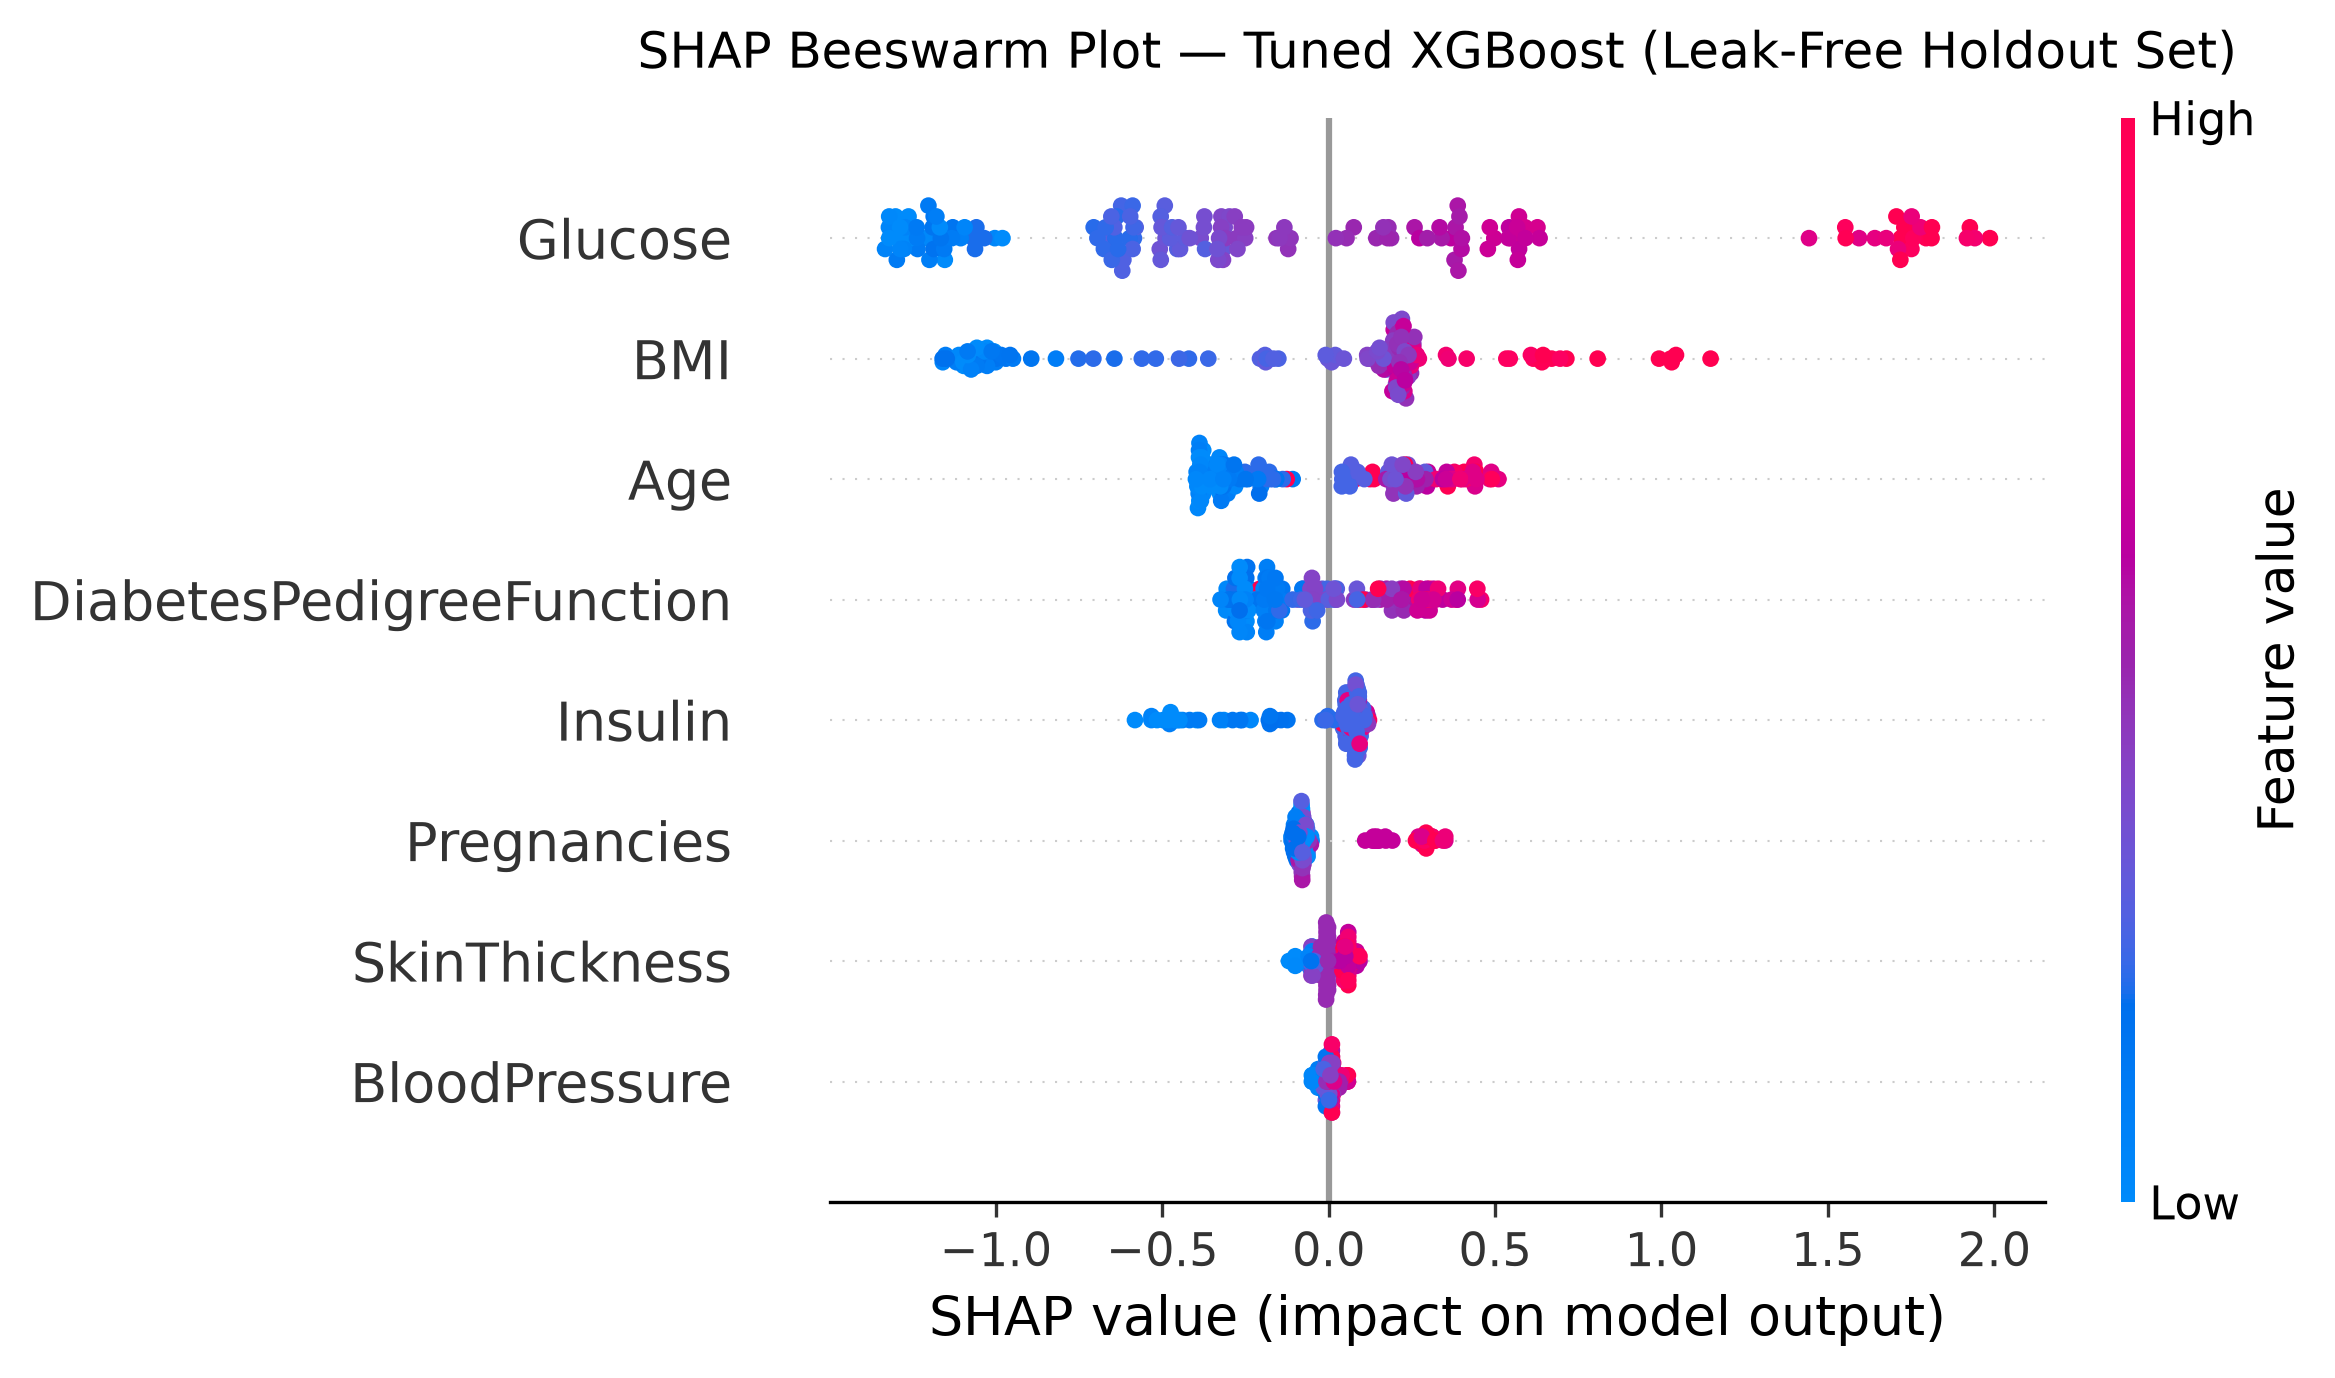 SHAP Beeswarm Plot — Tuned XGBoost (Leak-Free Holdout Set)
High
Glucose
BMI
Age
DiabetesPedigreeFunction
Insulin
Pregnancies
SkinThickness
BloodPressure
Feature value
Low
−1.0 −0.5 0.0 0.5 1.0 1.5 2.0
SHAP value (impact on model output)